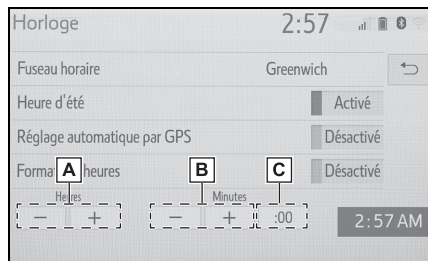 Horloge 2:57
Fuseau horaire Greenwich
Heure d'été Activé
Réglage automatique par GPS Désactivé
A B C
Format heures Désactivé
Heures Minutes
− + − + :00 2:57 AM